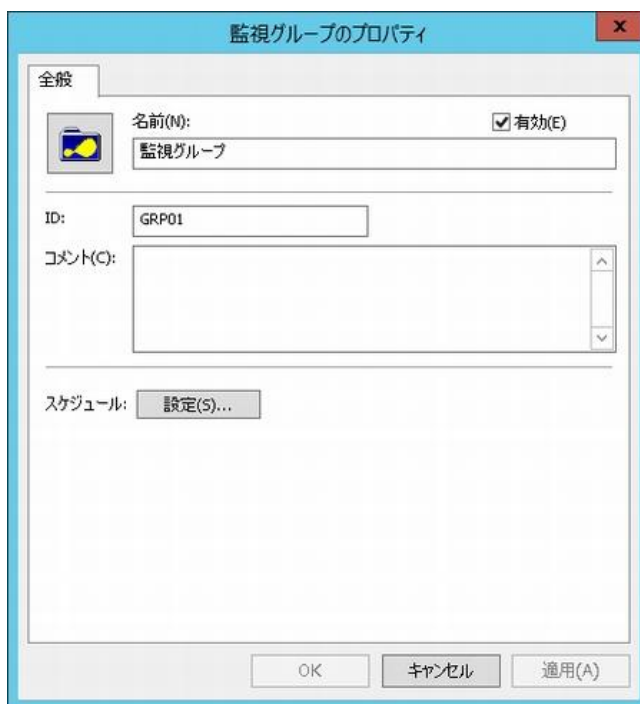 監視グループのプロパティ
x
全般
名前(N):
有効(E)
監視グループ
ID:
GRP01
コメント(C):
スケジュール:
設定(S)...
OK
キャンセル
適用(A)